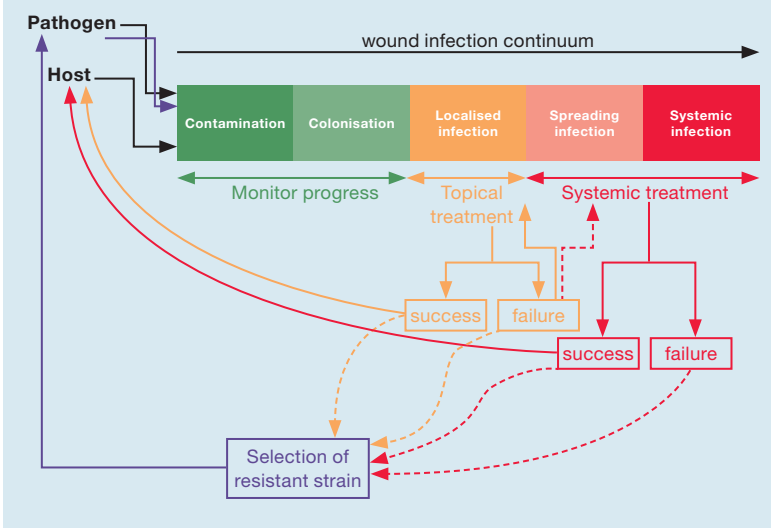 Pathogen
wound infection continuum
Host
Contamination
Colonisation
Localised
infection
Spreading
infection
Systemic
infection
Monitor progress
Topical
treatment
Systemic treatment
success
failure
success
failure
Selection of
resistant strain